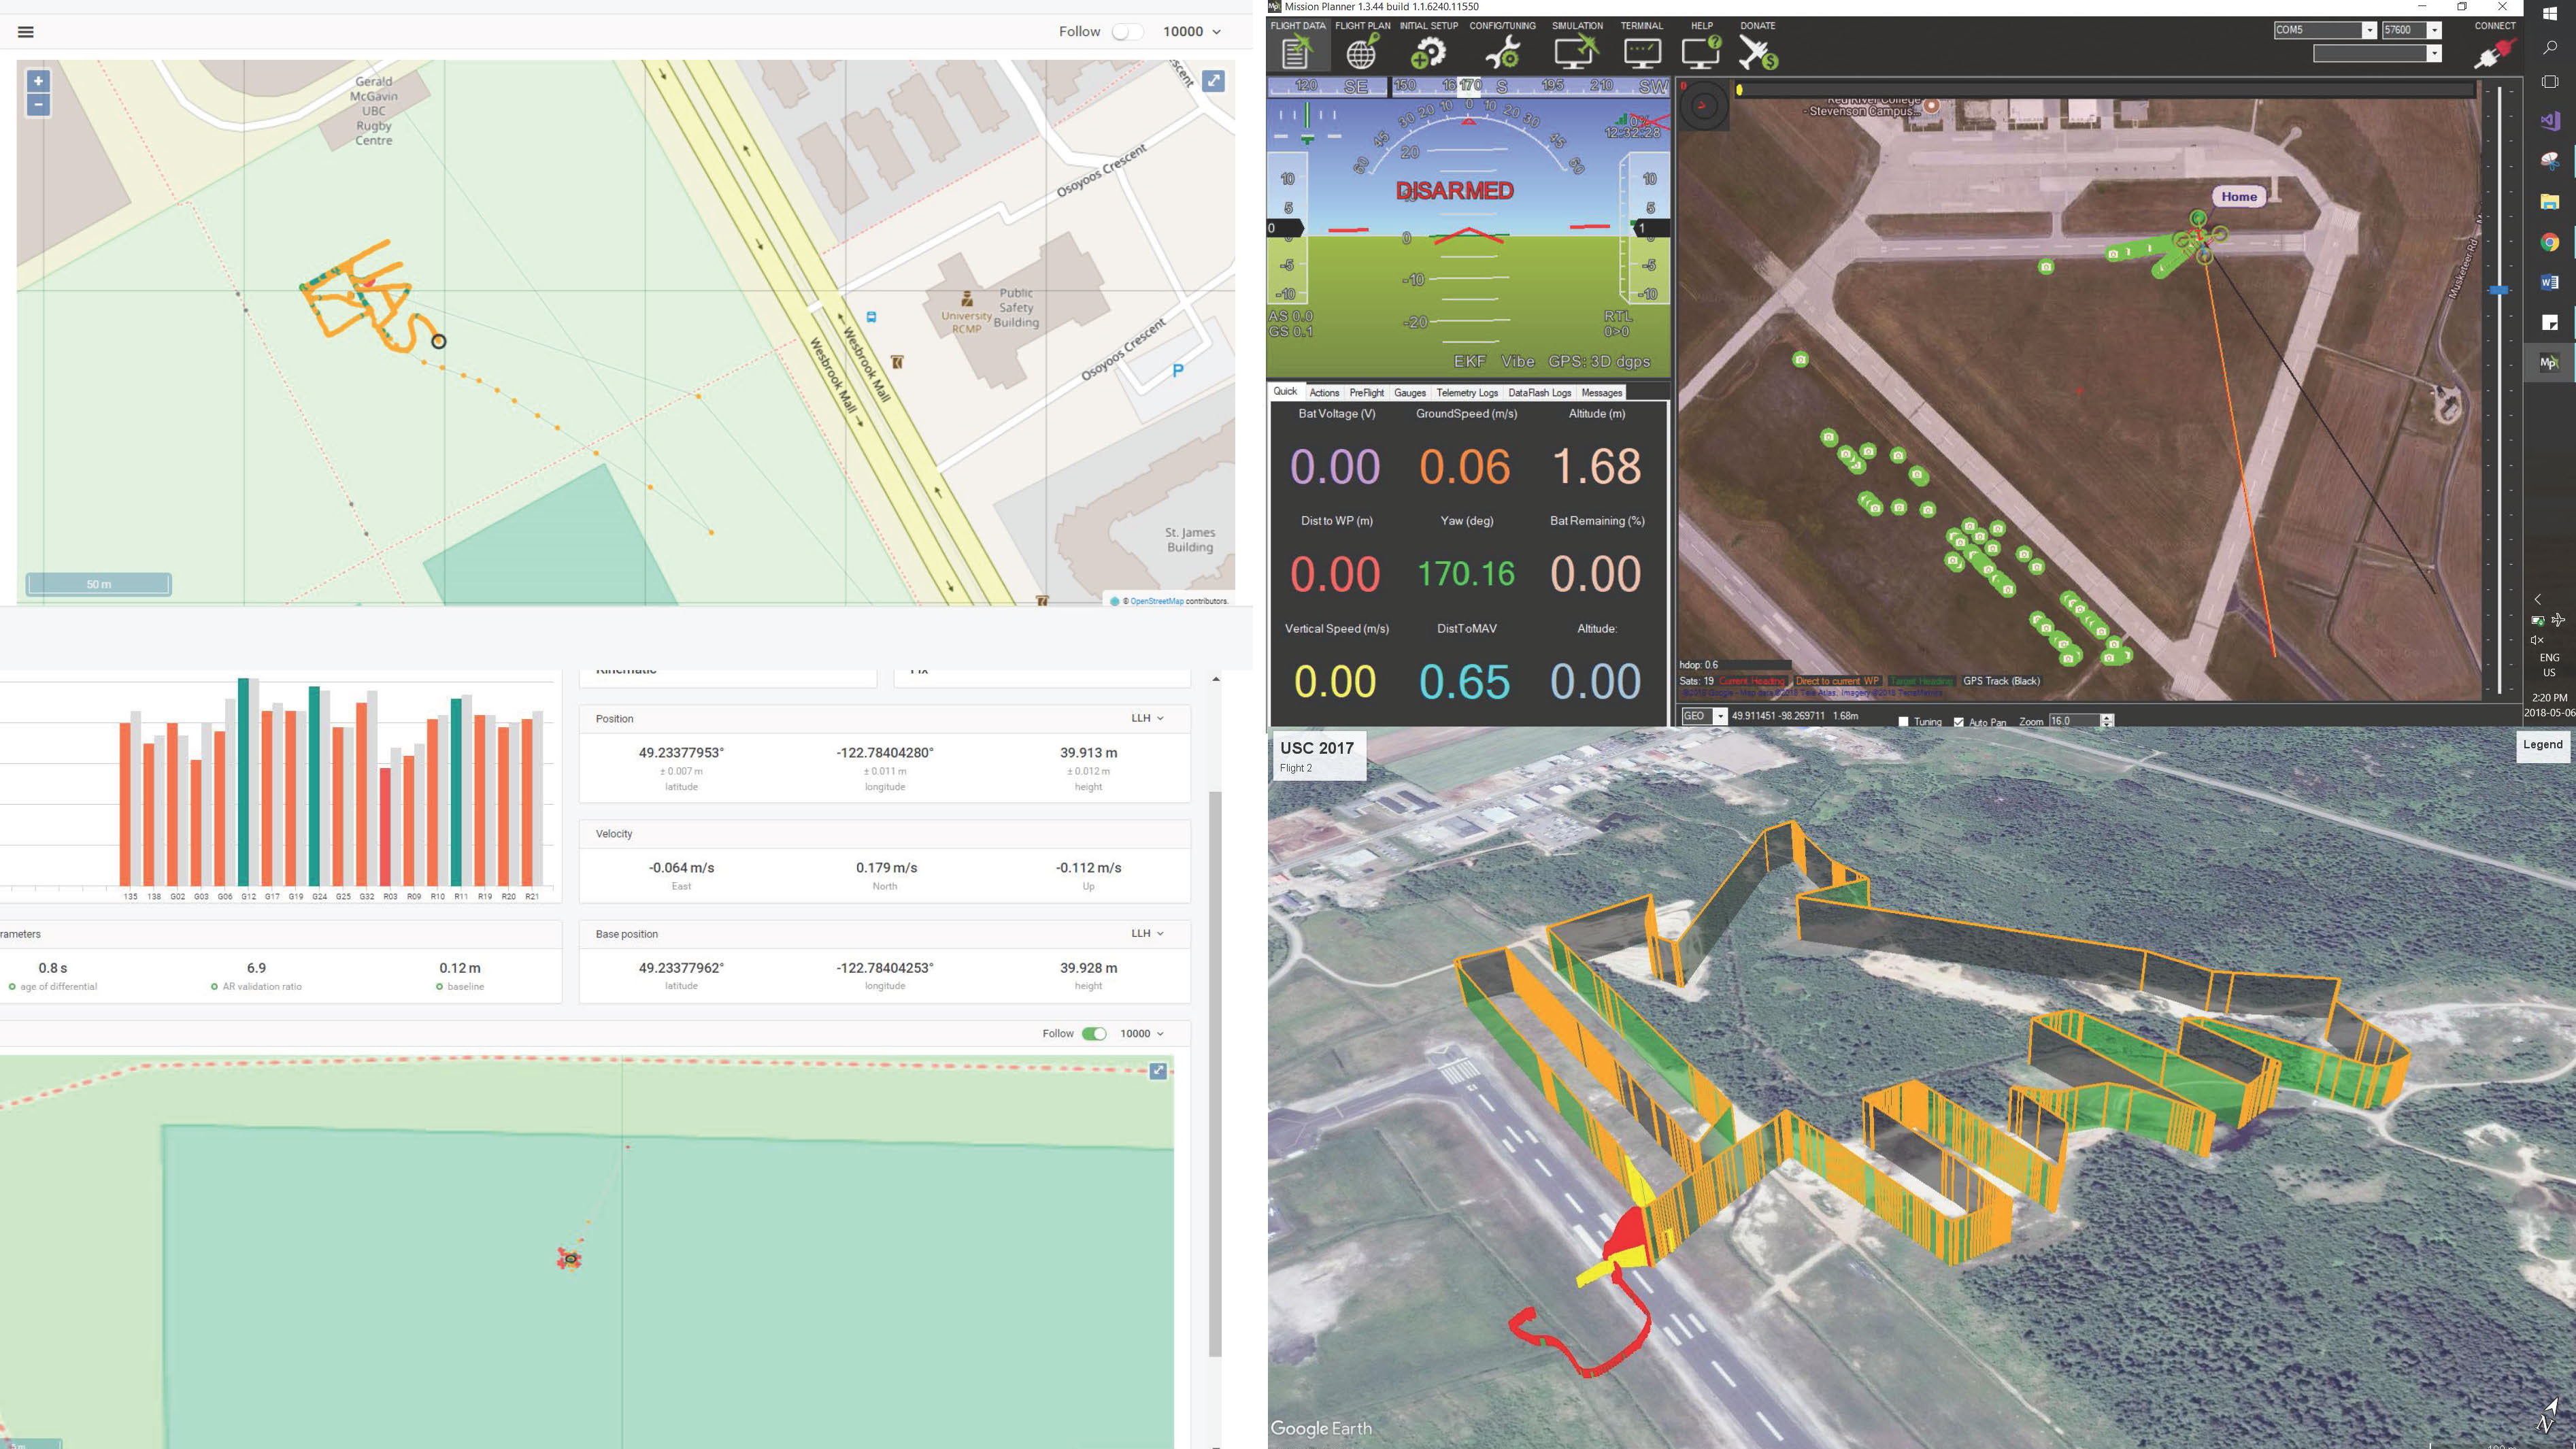 Follow 10000
Gerald
McGavin
UBC
Rugby
Centre
+
−
Osoyoos Crescent
Osoyoos Crescent
Wesbrook Mall
Wesbrook Mall
University
RCMP
Public
Safety
Building
P
St. James
Building
50 m
© OpenStreetMap contributors.
Position LLH
49.23377953° -122.78404280° 39.913 m
± 0.007 m ± 0.011 m ± 0.012 m
latitude longitude height
Velocity
-0.064 m/s 0.179 m/s -0.112 m/s
East North Up
135 138 G02 G03 G06 G12 G17 G19 G24 G25 G32 R03 R09 R10 R11 R19 R20 R21
rameters
0.8 s 6.9 0.12 m
age of differential AR validation ratio baseline
Base position LLH
49.23377962° -122.78404253° 39.928 m
latitude longitude height
Follow 10000
Mission Planner 1.3.44 build 1.1.6240.11550
FLIGHT DATA FLIGHT PLAN INITIAL SETUP CONFIG/TUNING SIMULATION TERMINAL HELP DONATE
COM5 57600 CONNECT
120 SE 150 16 170 S 195 210 SW
0%
12:32:28
DISARMED
AS 0.0
GS 0.1
RTL
0>0
EKF Vibe GPS: 3D dgps
Quick Actions PreFlight Gauges Telemetry Logs DataFlash Logs Messages
Bat Voltage (V) GroundSpeed (m/s) Altitude (m)
0.00 0.06 1.68
Dist to WP (m) Yaw (deg) Bat Remaining (%)
0.00 170.16 0.00
Vertical Speed (m/s) DistToMAV Altitude:
0.00 0.65 0.00
Red River College
- Stevenson Campus...
Home
Musketeer Rd
hdop: 0.6
Sats: 19 Current Heading Direct to current WP Target Heading GPS Track (Black)
GEO 49.911451 -98.269711 1.68m Tuning Auto Pan Zoom 16.0
ENG
US
2:20 PM
2018-05-06
USC 2017
Flight 2
Legend
Google Earth
N